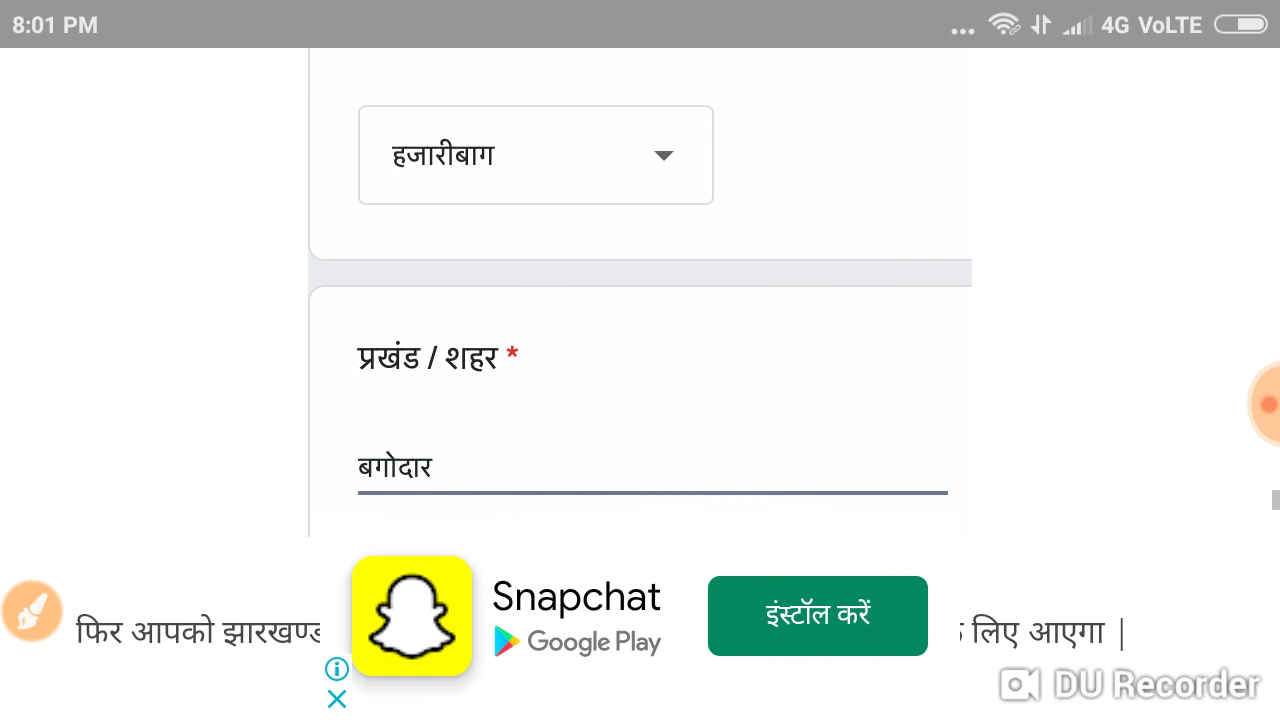 8:01 PM
... 4G VoLTE
हजारीबाग
प्रखंड / शहर *
बगोदार
Snapchat
Google Play
इंस्टॉल करें
फिर आपको झारखण्ड
लिए आएगा |
DU Recorder